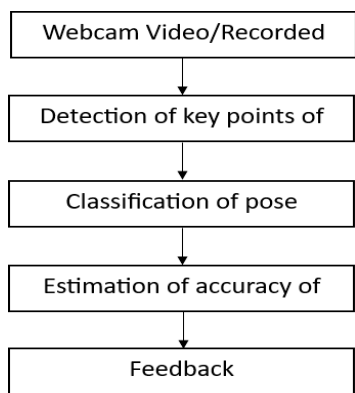 Webcam Video/Recorded
Detection of key points of
Classification of pose
Estimation of accuracy of
Feedback